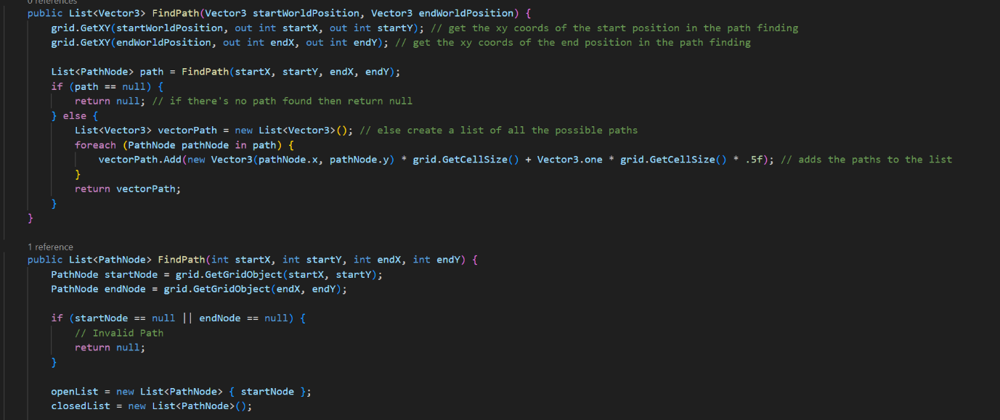 0 references
public List<Vector3> FindPath(Vector3 startWorldPosition, Vector3 endWorldPosition) {
grid.GetXY(startWorldPosition, out int startX, out int startY); // get the xy coords of the start position in the path finding
grid.GetXY(endWorldPosition, out int endX, out int endY); // get the xy coords of the end position in the path finding
List<PathNode> path = FindPath(startX, startY, endX, endY);
if (path == null) {
return null; // if there's no path found then return null
} else {
List<Vector3> vectorPath = new List<Vector3>(); // else create a list of all the possible paths
foreach (PathNode pathNode in path) {
vectorPath.Add(new Vector3(pathNode.x, pathNode.y) * grid.GetCellSize() + Vector3.one * grid.GetCellSize() * .5f); // adds the paths to the list
}
return vectorPath;
}
}
1 reference
public List<PathNode> FindPath(int startX, int startY, int endX, int endY) {
PathNode startNode = grid.GetGridObject(startX, startY);
PathNode endNode = grid.GetGridObject(endX, endY);
if (startNode == null || endNode == null) {
// Invalid Path
return null;
}
openList = new List<PathNode> { startNode };
closedList = new List<PathNode>();